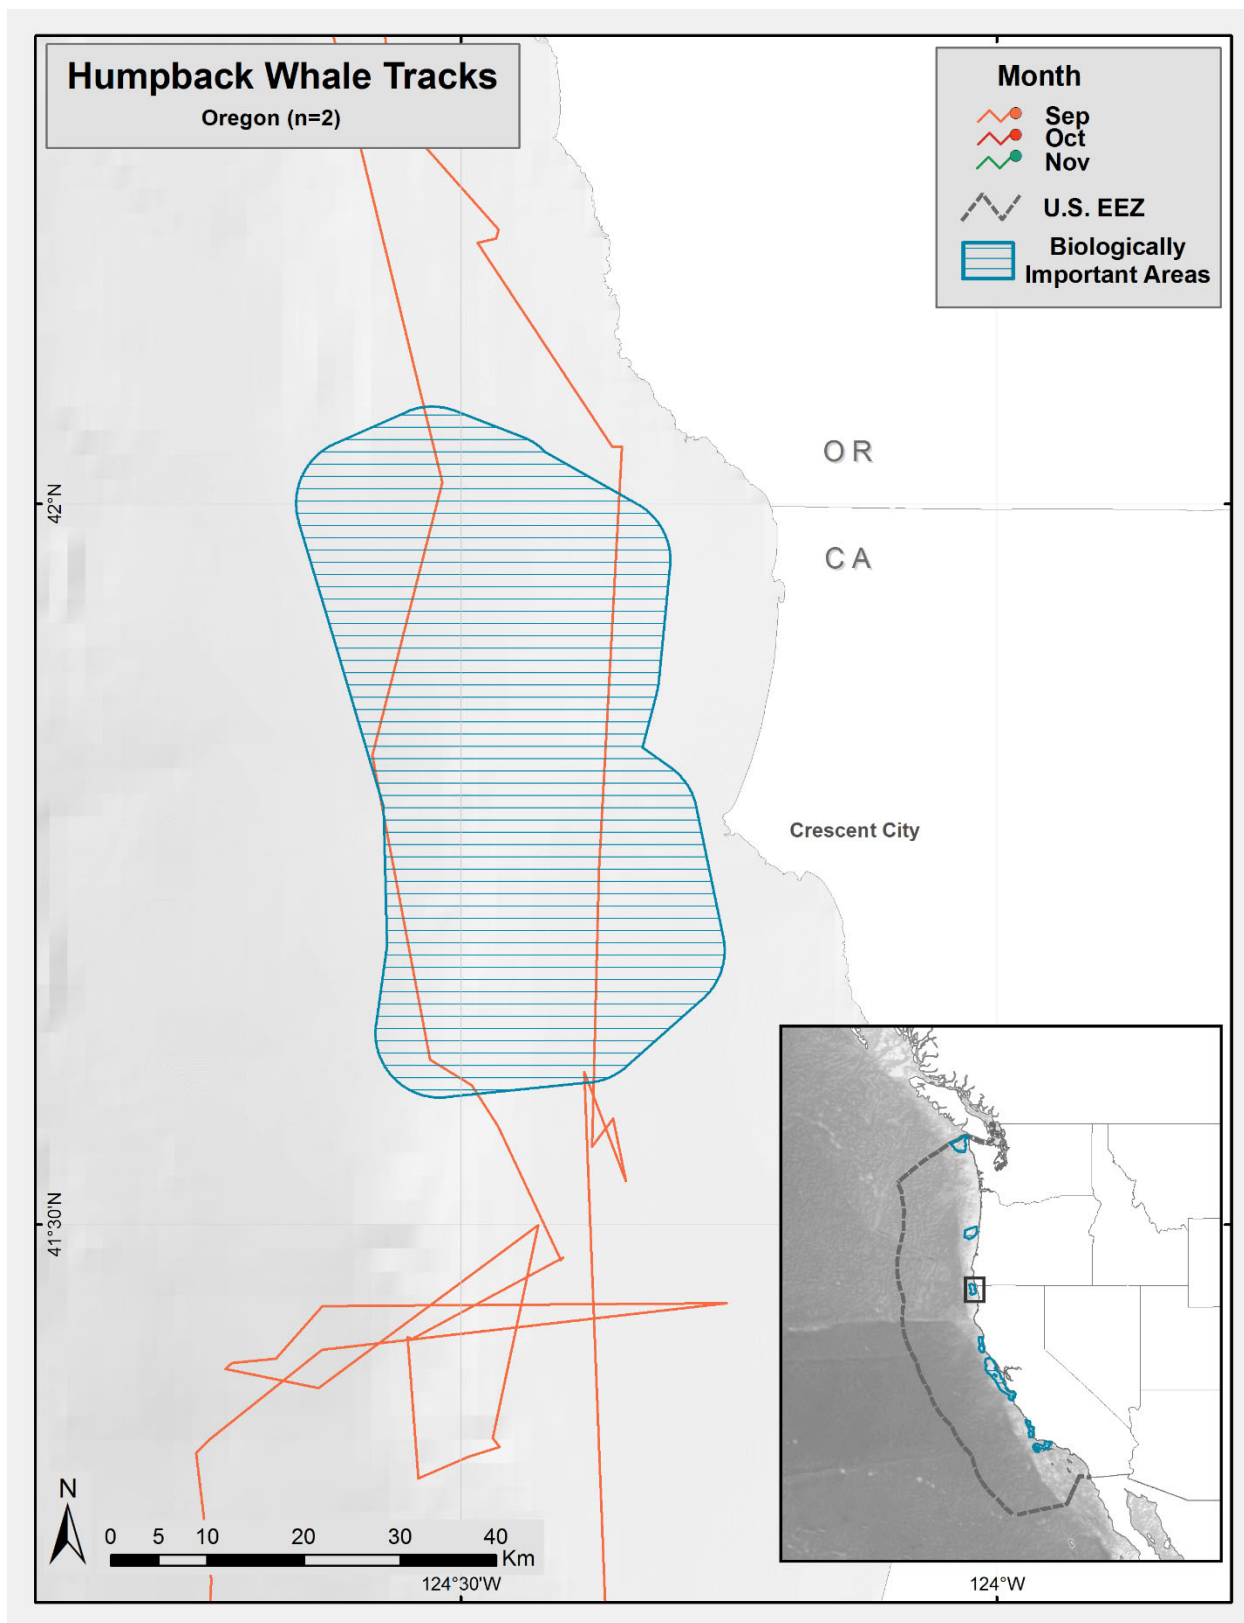 Humpback Whale Tracks
Oregon (n=2)
Month
Sep
Oct
Nov
U.S. EEZ
Biologically
Important Areas
OR
42°N
CA
Crescent City
41°30'N
N
0 5 10 20 30 40
Km
124°30'W
124°W